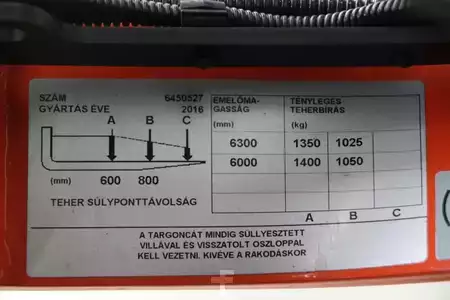 SZÁM 6450527
GYÁRTÁS ÉVE 2016
A B C
(mm) 600 800
TEHER SÚLYPONTTÁVOLSÁG
EMELŐMA-
GASSÁG
(mm)
TÉNYLEGES
TEHERBÍRÁS
(kg)
6300 1350 1025
6000 1400 1050
A B C
A TARGONCÁT MINDIG SÜLLYESZTETT
VILLÁVAL ÉS VISSZATOLT OSZLOPPAL
KELL VEZETNI. KIVÉVE A RAKODÁSKOR